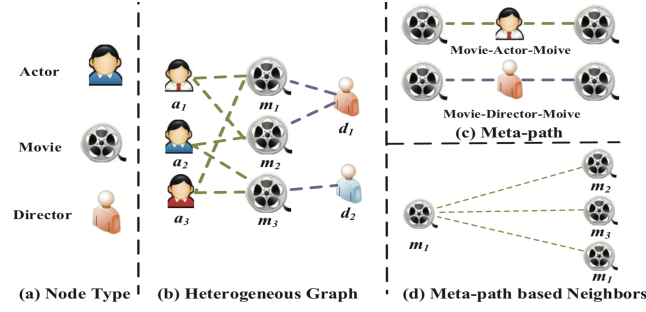 Actor
Movie
Director
(a) Node Type
a1
a2
a3
m1
m2
m3
d1
d2
(b) Heterogeneous Graph
Movie-Actor-Moive
Movie-Director-Moive
(c) Meta-path
m1
m2
m3
m1
(d) Meta-path based Neighbors